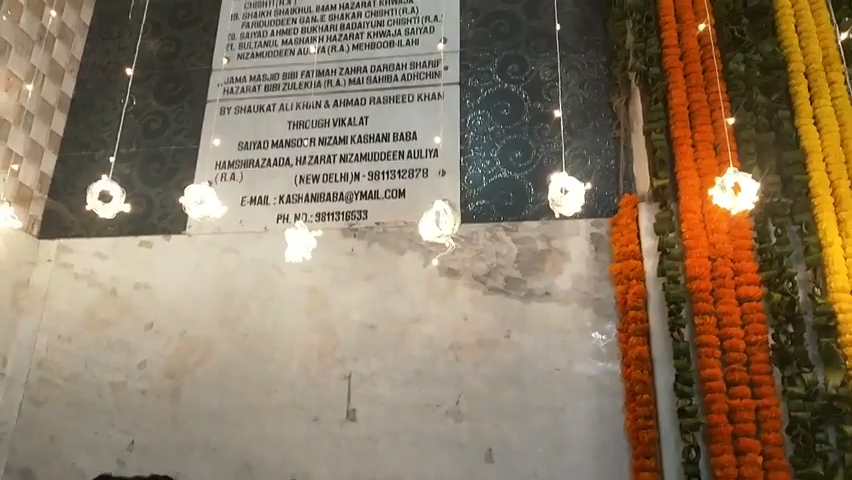 CHISHTI(R.A)
19. SHAIKH SHAIKHUL IMAM HAZARAT KHWAJA
FARIDUDDEEN GANJE SHAKAR CHISHTI(R.A)
20. SAIYAD AHMED BUKHARI BADAIYUNI CHISHTI (R.A.)
21. SULTANUL MASHAIKH HAZARAT KHWAJA SAIYAD
NIZAMUDDEEN AULIYA(R.A.) MEHBOOB-ILAHI
JAMA MASJID BIBI FATIMAH ZAHRA DARGAH SHARIF
HAZARAT BIBI ZULEKHA (R.A.) MAI SAHIBA ADHCHINI
BY SHAUKAT ALI KHAN & AHMAD RASHEED KHAN
THROUGH VIKALAT
SAIYAD MANSOOR NIZAMI KASHANI BABA
HAMSHIRAZAADA, HAZARAT NIZAMUDDEEN AULIYA
(R.A.) (NEW DELHI)N - 9811312878
E-MAIL : KASHANIBABA@YMAIL.COM
PH. NO. :9811316533